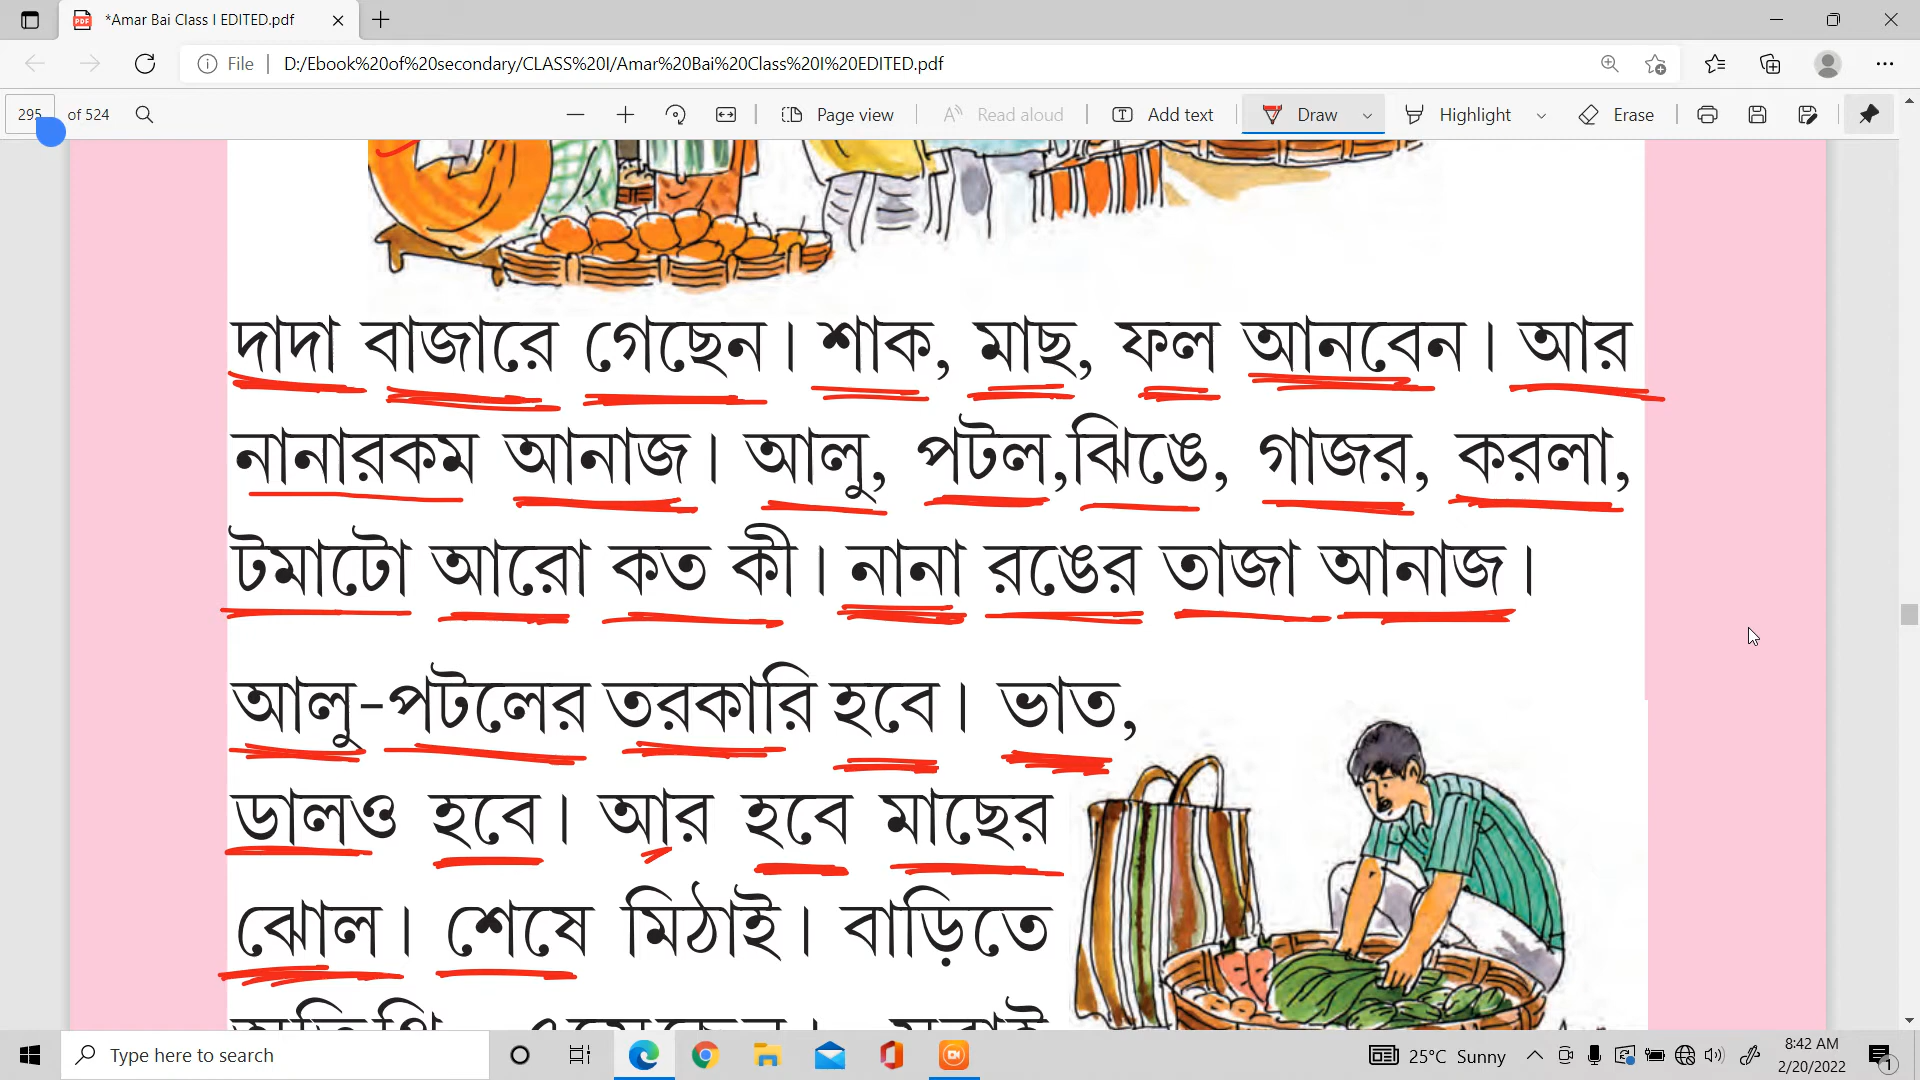 *Amar Bai Class I EDITED.pdf
File D:/Ebook%20of%20secondary/CLASS%20I/Amar%20Bai%20Class%20I%20EDITED.pdf
295 of 524 Page view Read aloud Add text Draw Highlight Erase
দাদা বাজারে গেছেন। শাক, মাছ, ফল আনবেন। আর
নানারকম আনাজ। আলু, পটল,ঝিঙে, গাজর, করলা,
টমাটো আরো কত কী। নানা রঙের তাজা আনাজ।
আলু-পটলের তরকারি হবে। ভাত,
ডালও হবে। আর হবে মাছের
ঝোল। শেষে মিঠাই। বাড়িতে
Type here to search
25°C Sunny
8:42 AM
2/20/2022
1